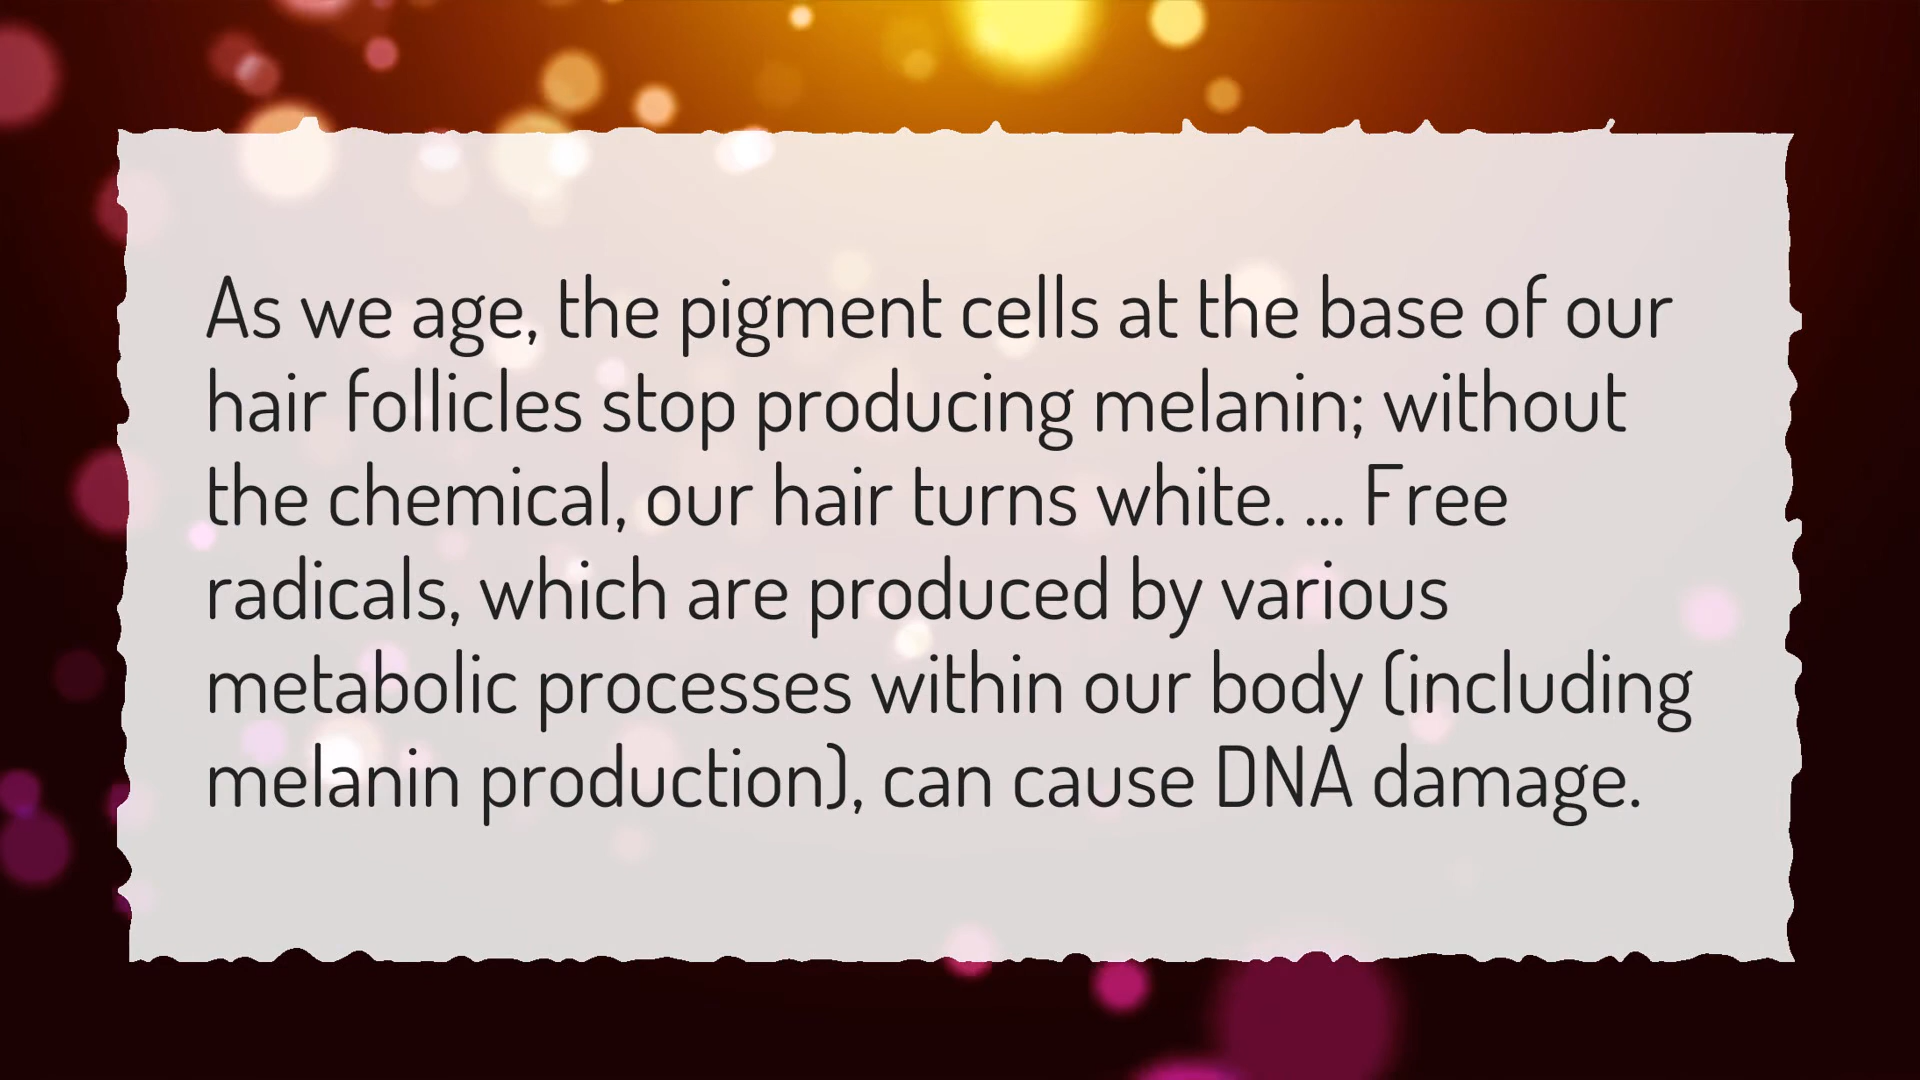 As we age, the pigment cells at the base of our
hair follicles stop producing melanin; without
the chemical, our hair turns white. ... Free
radicals, which are produced by various
metabolic processes within our body (including
melanin production), can cause DNA damage.